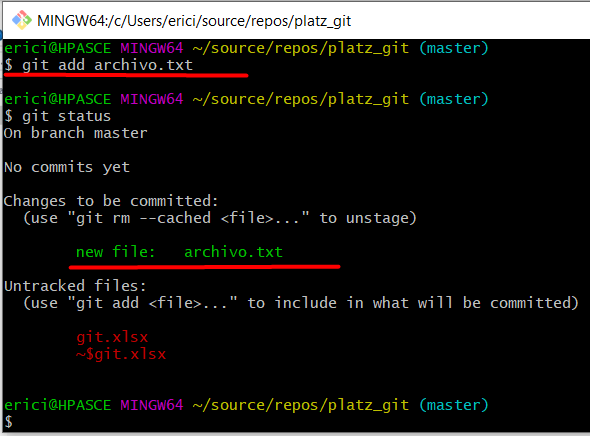 MINGW64:/c/Users/erici/source/repos/platz_git
erici@HPASCE MINGW64 ~/source/repos/platz_git (master)
$ git add archivo.txt
erici@HPASCE MINGW64 ~/source/repos/platz_git (master)
$ git status
On branch master
No commits yet
Changes to be committed:
(use "git rm --cached <file>..." to unstage)
new file:   archivo.txt
Untracked files:
(use "git add <file>..." to include in what will be committed)
git.xlsx
~$git.xlsx
erici@HPASCE MINGW64 ~/source/repos/platz_git (master)
$